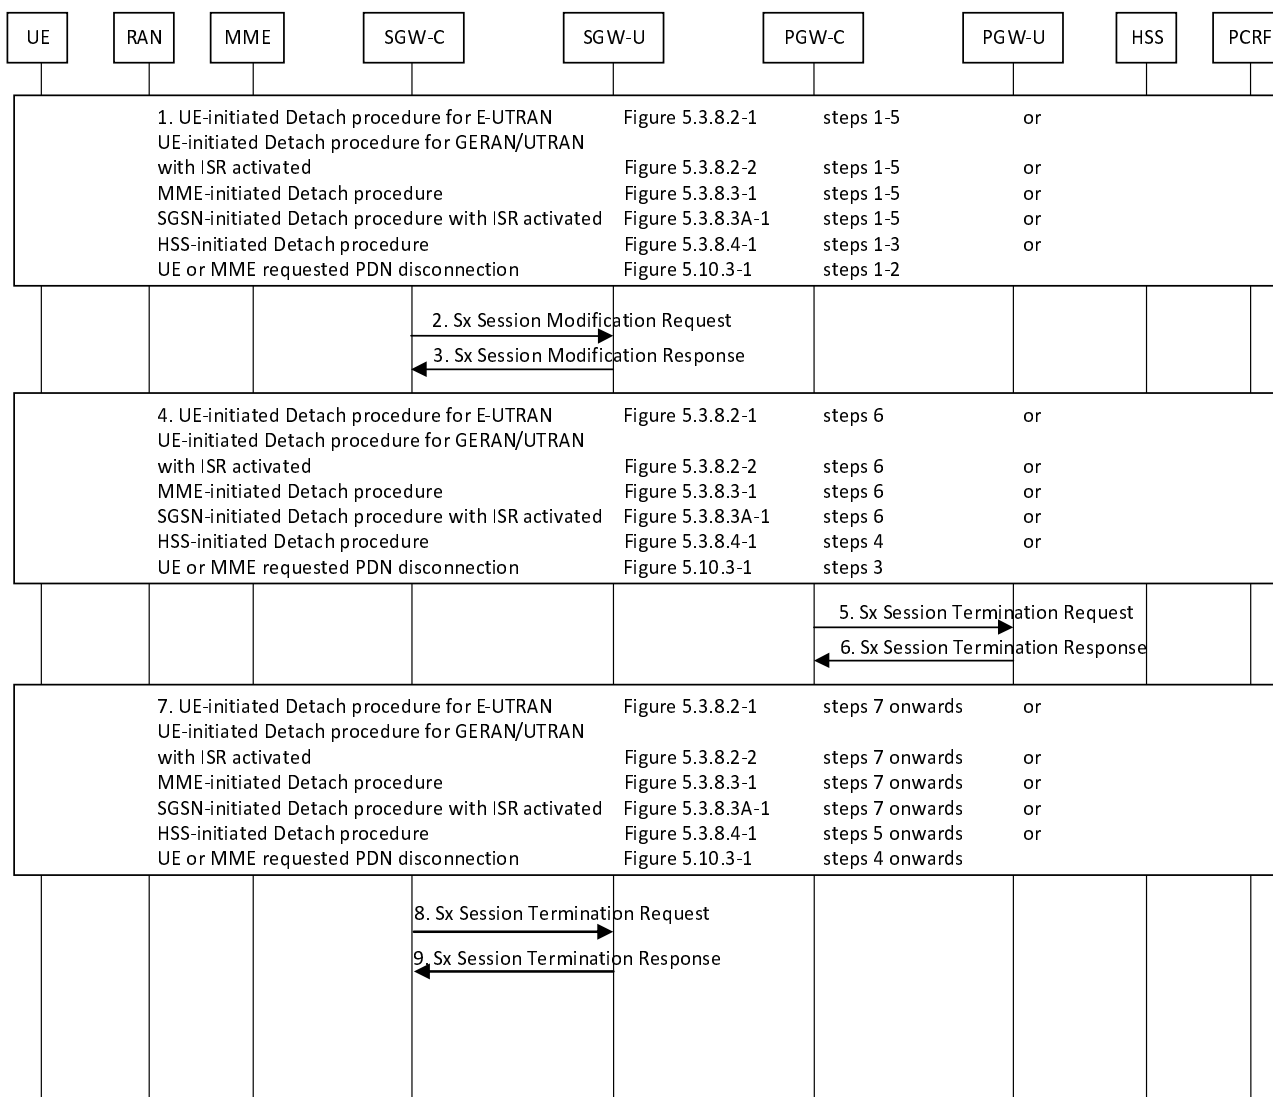 UE RAN MME SGW-C SGW-U PGW-C PGW-U HSS PCRF
1. UE-initiated Detach procedure for E-UTRAN Figure 5.3.8.2-1 steps 1-5 or
UE-initiated Detach procedure for GERAN/UTRAN
with ISR activated Figure 5.3.8.2-2 steps 1-5 or
MME-initiated Detach procedure Figure 5.3.8.3-1 steps 1-5 or
SGSN-initiated Detach procedure with ISR activated Figure 5.3.8.3A-1 steps 1-5 or
HSS-initiated Detach procedure Figure 5.3.8.4-1 steps 1-3 or
UE or MME requested PDN disconnection Figure 5.10.3-1 steps 1-2
2. Sx Session Modification Request
3. Sx Session Modification Response
4. UE-initiated Detach procedure for E-UTRAN Figure 5.3.8.2-1 steps 6 or
UE-initiated Detach procedure for GERAN/UTRAN
with ISR activated Figure 5.3.8.2-2 steps 6 or
MME-initiated Detach procedure Figure 5.3.8.3-1 steps 6 or
SGSN-initiated Detach procedure with ISR activated Figure 5.3.8.3A-1 steps 6 or
HSS-initiated Detach procedure Figure 5.3.8.4-1 steps 4 or
UE or MME requested PDN disconnection Figure 5.10.3-1 steps 3
5. Sx Session Termination Request
6. Sx Session Termination Response
7. UE-initiated Detach procedure for E-UTRAN Figure 5.3.8.2-1 steps 7 onwards or
UE-initiated Detach procedure for GERAN/UTRAN
with ISR activated Figure 5.3.8.2-2 steps 7 onwards or
MME-initiated Detach procedure Figure 5.3.8.3-1 steps 7 onwards or
SGSN-initiated Detach procedure with ISR activated Figure 5.3.8.3A-1 steps 7 onwards or
HSS-initiated Detach procedure Figure 5.3.8.4-1 steps 5 onwards or
UE or MME requested PDN disconnection Figure 5.10.3-1 steps 4 onwards
8. Sx Session Termination Request
9. Sx Session Termination Response